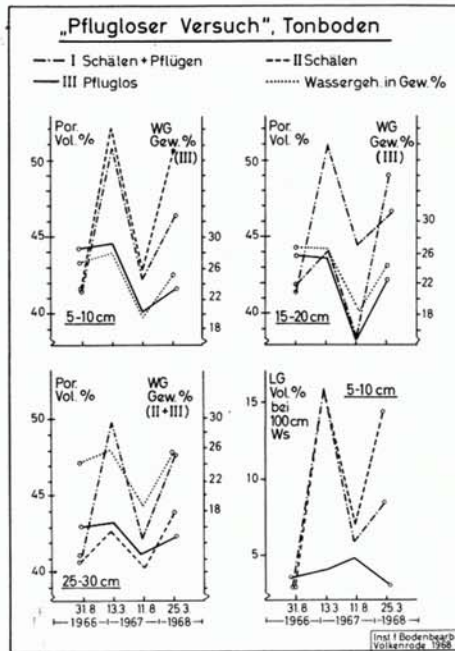 „Pflugloser Versuch", Tonboden
I Schälen + Pflügen
II Schälen
III Pfluglos
Wassergeh. in Gew. %
Por. Vol. %
WG Gew. % (III)
50
45
40
30
26
22
18
5-10 cm
Por. Vol. %
WG Gew. % (III)
50
44
40
30
26
22
18
15-20 cm
Por. Vol. %
WG Gew. % (II + III)
50
45
40
30
26
22
18
25-30 cm
LG Vol. % bei 100 cm Ws
5-10 cm
15
10
5
31.8 13.3 11.8 25.3
1966 1967 1968
31.8 13.3 11.8 25.3
1966 1967 1968
Inst. f. Bodenbearb.
Völkenrode 1968